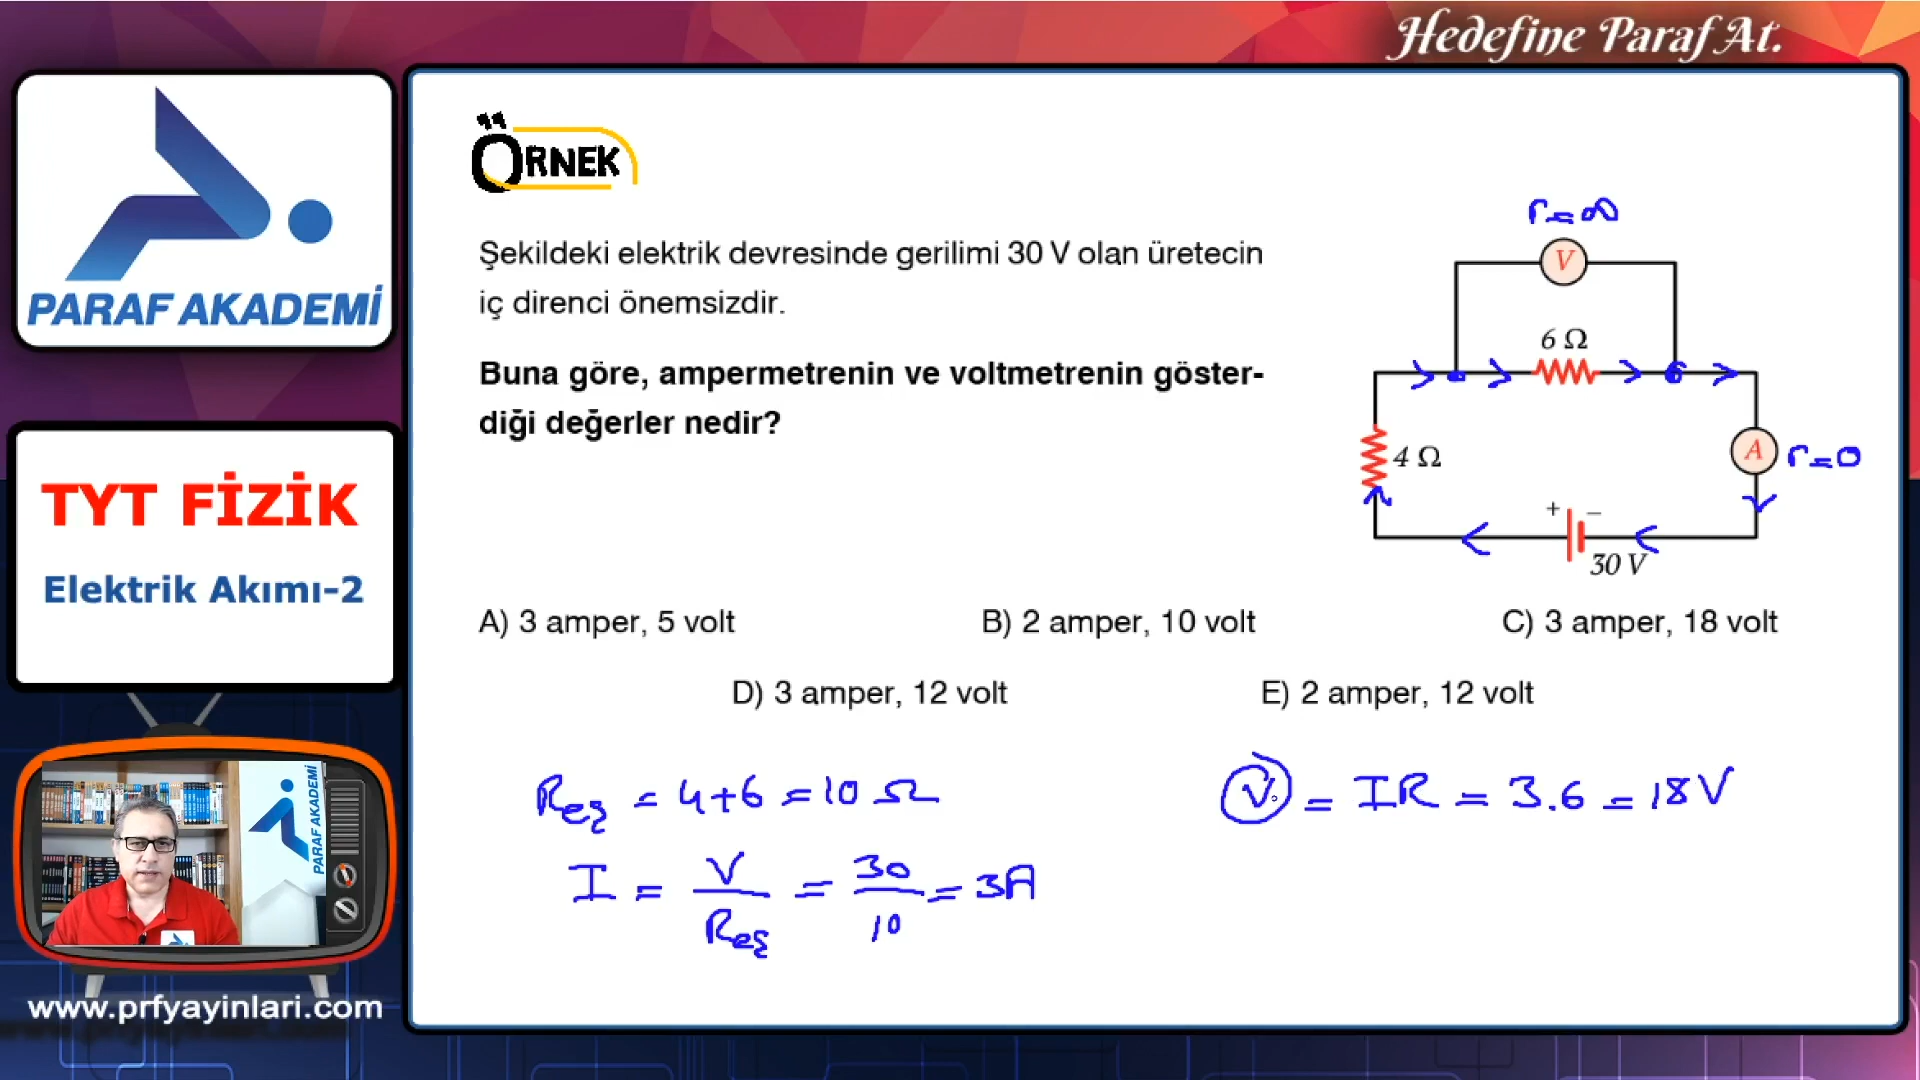 Hedefine Paraf At.
PARAF AKADEMİ
TYT FİZİK
Elektrik Akımı-2
PARAF AKADEMİ
www.prfyayinlari.com
ÖRNEK
Şekildeki elektrik devresinde gerilimi 30 V olan üretecin
iç direnci önemsizdir.
Buna göre, ampermetrenin ve voltmetrenin göster-
diği değerler nedir?
r=∞
V
6 Ω
4 Ω
A
r=0
+ −
30 V
A) 3 amper, 5 volt
B) 2 amper, 10 volt
C) 3 amper, 18 volt
D) 3 amper, 12 volt
E) 2 amper, 12 volt
Reş = 4+6 = 10 Ω
I = V/Reş = 30/10 = 3A
V = IR = 3.6 = 18V